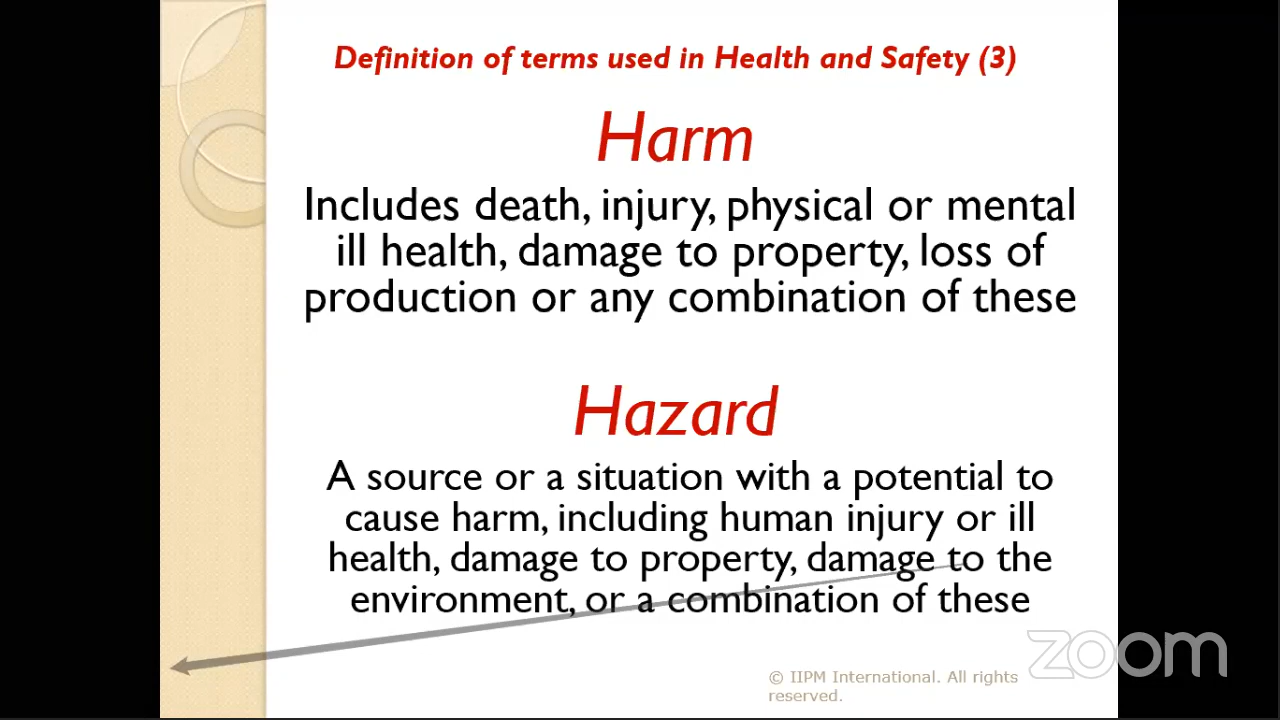 Definition of terms used in Health and Safety (3)
Harm
Includes death, injury, physical or mental
ill health, damage to property, loss of
production or any combination of these
Hazard
A source or a situation with a potential to
cause harm, including human injury or ill
health, damage to property, damage to the
environment, or a combination of these
zoom
© IIPM International. All rights
reserved.